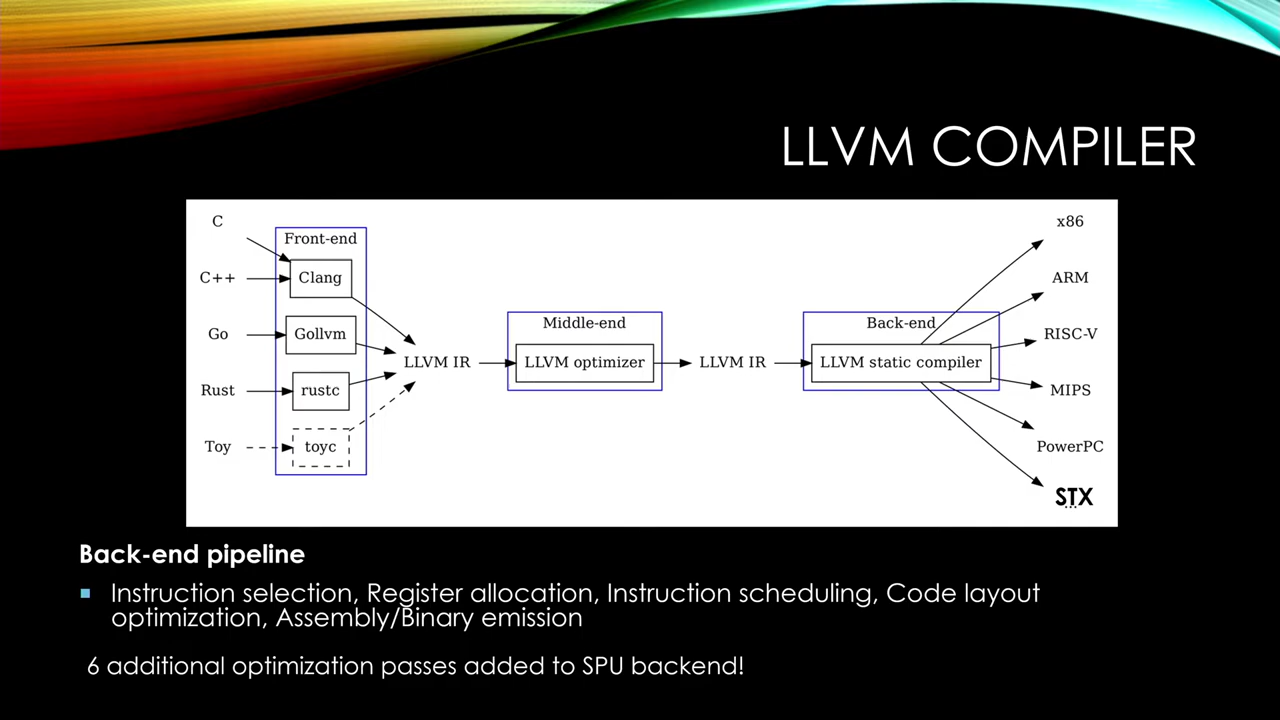 LLVM COMPILER
C
C++
Go
Rust
Toy
Front-end
Clang
Gollvm
rustc
toyc
LLVM IR
Middle-end
LLVM optimizer
LLVM IR
Back-end
LLVM static compiler
x86
ARM
RISC-V
MIPS
PowerPC
STX
...
Back-end pipeline
Instruction selection, Register allocation, Instruction scheduling, Code layout
optimization, Assembly/Binary emission
6 additional optimization passes added to SPU backend!